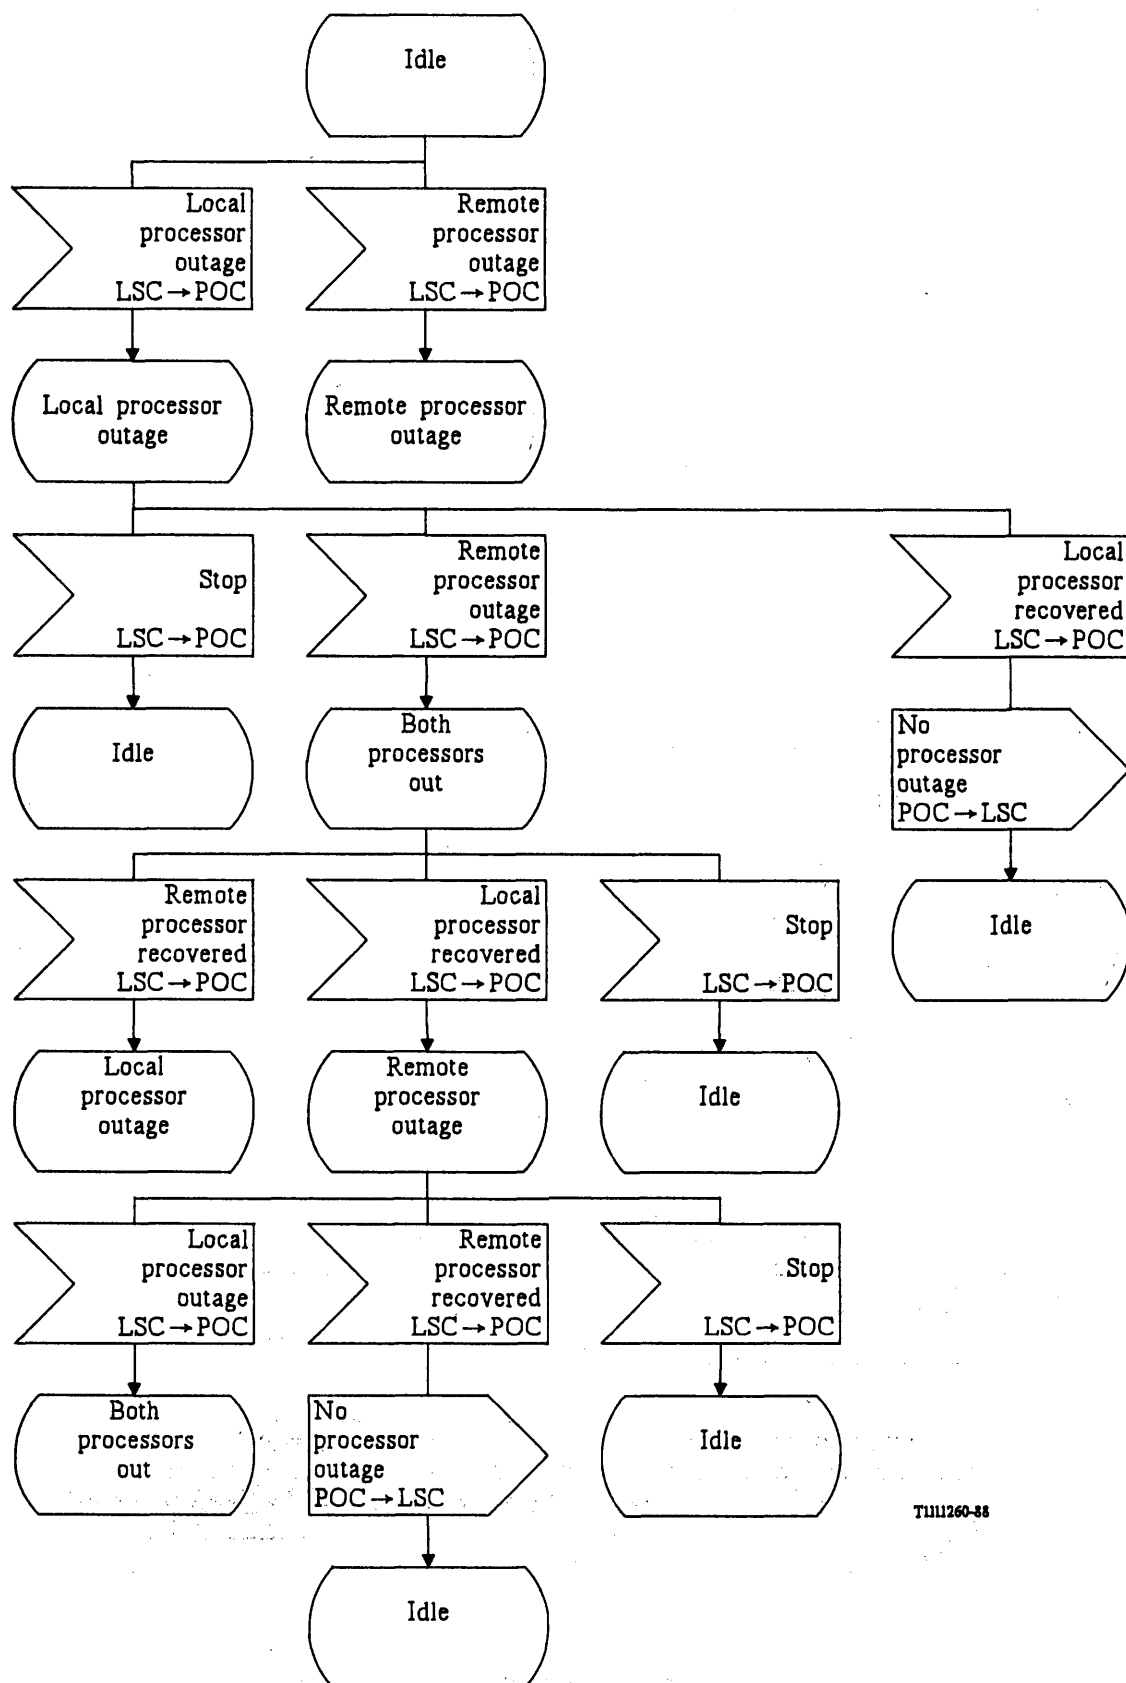 Idle
Local
processor
outage
LSC→POC
Remote
processor
outage
LSC→POC
Local processor
outage
Remote processor
outage
Stop
LSC→POC
Remote
processor
outage
LSC→POC
Local
processor
recovered
LSC→POC
Idle
Both
processors
out
No
processor
outage
POC→LSC
Remote
processor
recovered
LSC→POC
Local
processor
recovered
LSC→POC
Stop
LSC→POC
Idle
Local
processor
outage
Remote
processor
outage
Idle
Local
processor
outage
LSC→POC
Remote
processor
recovered
LSC→POC
Stop
LSC→POC
Both
processors
out
No
processor
outage
POC→LSC
Idle
T1111260-88
Idle